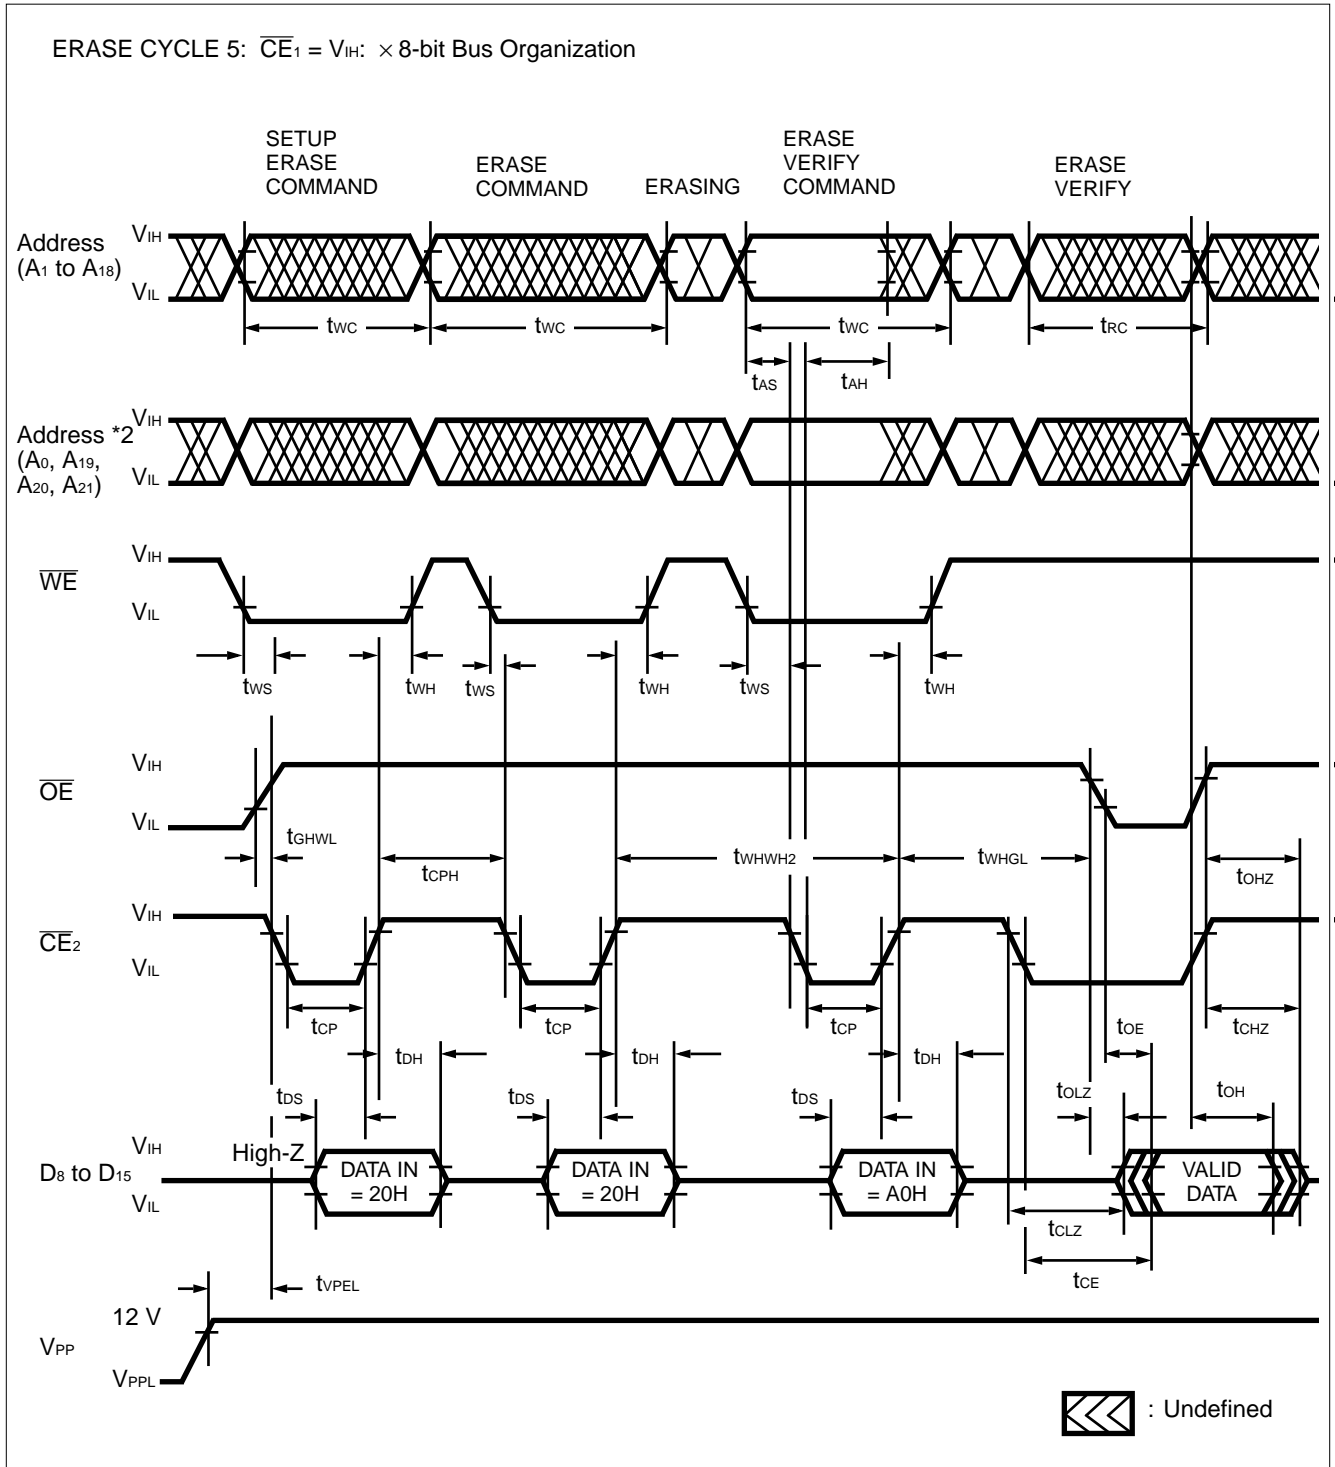 ERASE CYCLE 5: CE1 = VIH: × 8-bit Bus Organization
SETUP
ERASE
COMMAND
ERASE
COMMAND
ERASING
ERASE
VERIFY
COMMAND
ERASE
VERIFY
Address
(A1 to A18)
VIH
VIL
tWC
tWC
tWC
tRC
tAS
tAH
Address *2
(A0, A19,
A20, A21)
VIH
VIL
WE
VIH
VIL
tWS
tWH
tWS
tWH
tWS
tWH
OE
VIH
VIL
tGHWL
tCPH
tWHWH2
tWHGL
tOHZ
CE2
VIH
VIL
tCP
tCP
tCP
tOE
tCHZ
tDH
tDH
tDH
tDS
tDS
tDS
tOLZ
tOH
D8 to D15
VIH
VIL
High-Z
DATA IN
= 20H
DATA IN
= 20H
DATA IN
= A0H
VALID
DATA
tCLZ
tCE
tVPEL
VPP
12 V
VPPL
: Undefined